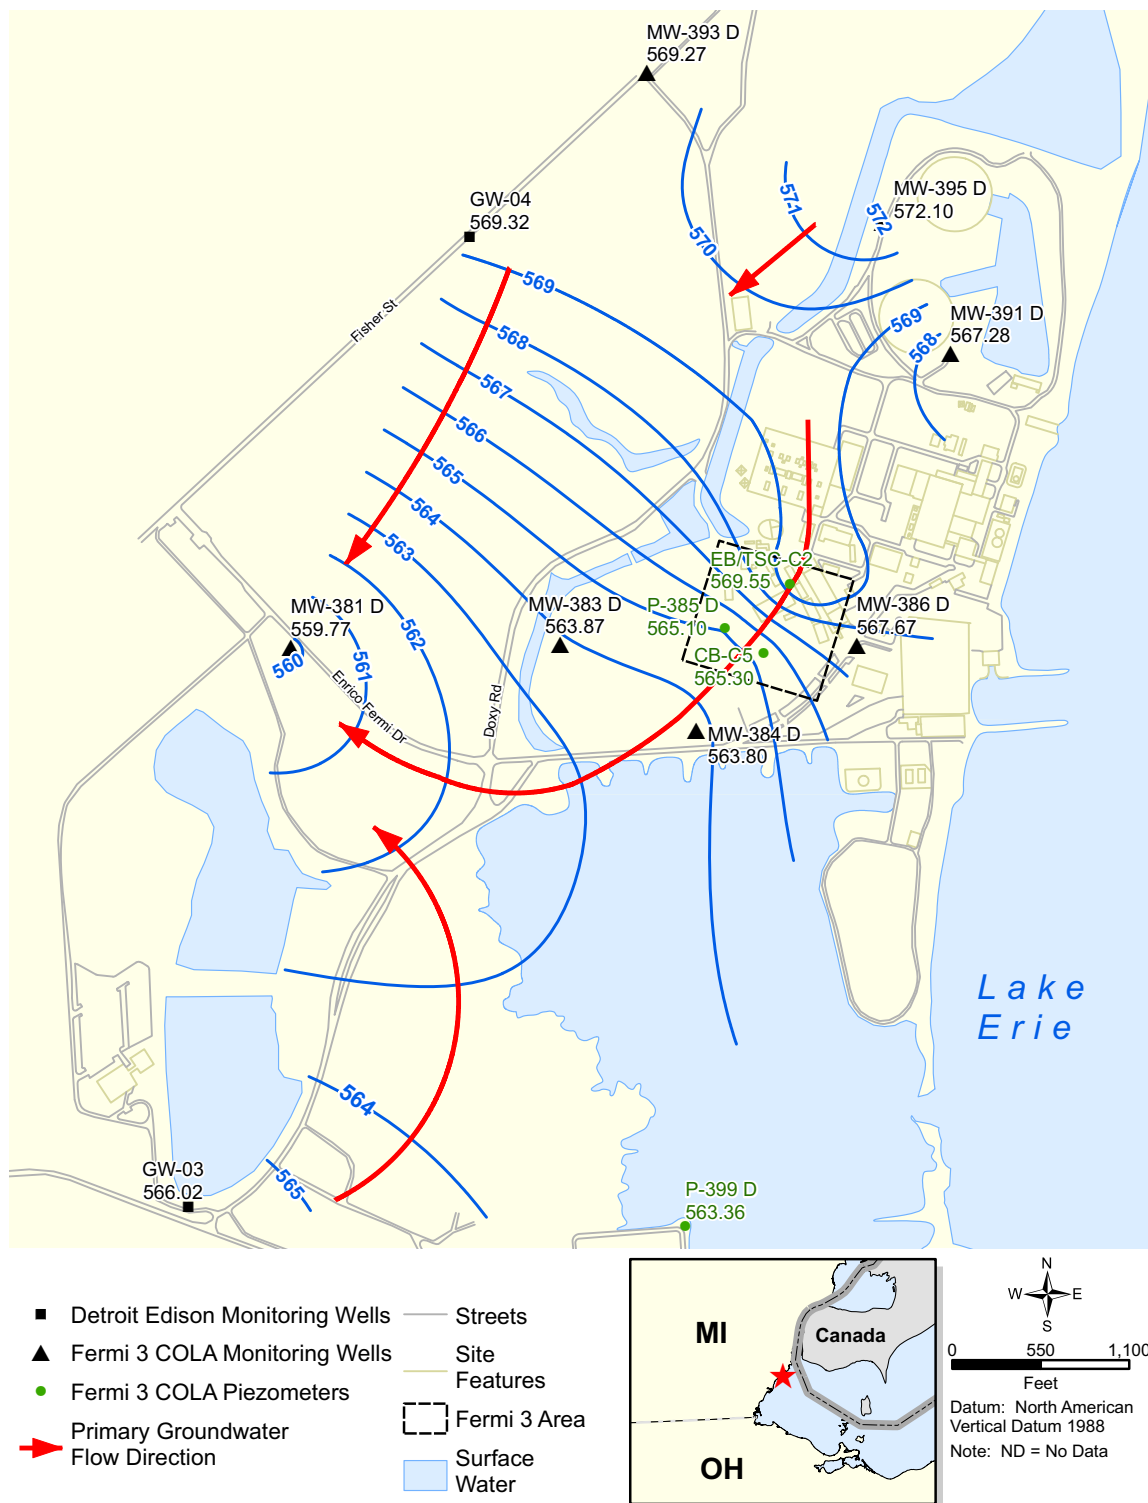 MW-393 D
569.27
MW-395 D
572.10
571
572
GW-04
569.32
570
569
MW-391 D
567.28
569
568
Fisher St
568
567
566
565
564
563
EB/TSC-C2
569.55
MW-381 D
559.77
MW-383 D
563.87
P-385 D
565.10
MW-386 D
567.67
562
560
561
CB-C5
565.30
Enrico Fermi Dr
Doxy Rd
MW-384 D
563.80
Lake
Erie
564
GW-03
566.02
565
P-399 D
563.36
Detroit Edison Monitoring Wells
Fermi 3 COLA Monitoring Wells
Fermi 3 COLA Piezometers
Primary Groundwater
Flow Direction
Streets
Site
Features
Fermi 3 Area
Surface
Water
MI
Canada
OH
N
W E
S
0 550 1,100
Feet
Datum: North American
Vertical Datum 1988
Note: ND = No Data